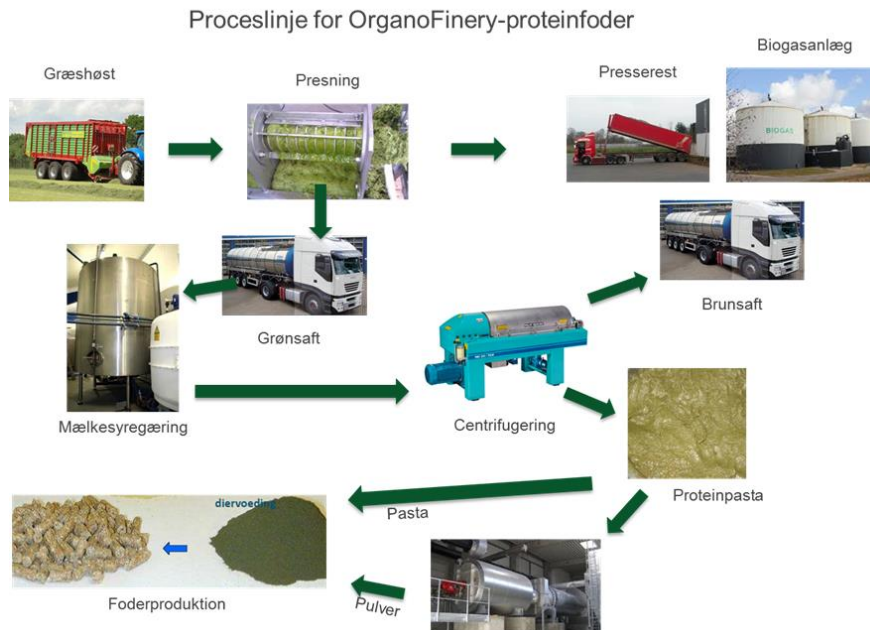 Proceslinje for OrganoFinery-proteinfoder
Biogasanlæg
Græshøst
Presning
Presserest
BIOGAS
Grønsaft
Brunsaft
Mælkesyregæring
Centrifugering
Proteinpasta
diervoeding
Pasta
Foderproduktion
Pulver